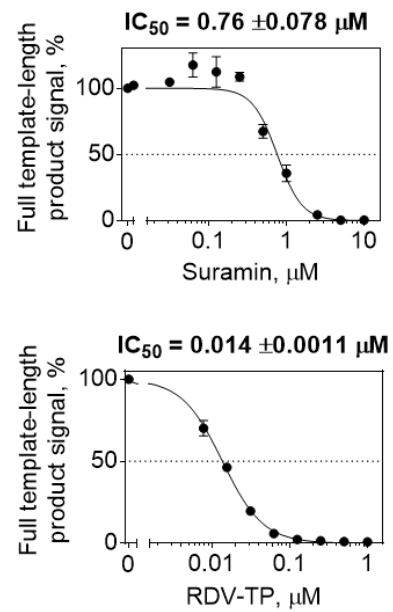 IC50 = 0.76 ±0.078 μM
Full template-length
product signal, %
100
50
0
0 0.1 1 10
Suramin, μM
IC50 = 0.014 ±0.0011 μM
Full template-length
product signal, %
100
50
0
0 0.01 0.1 1
RDV-TP, μM